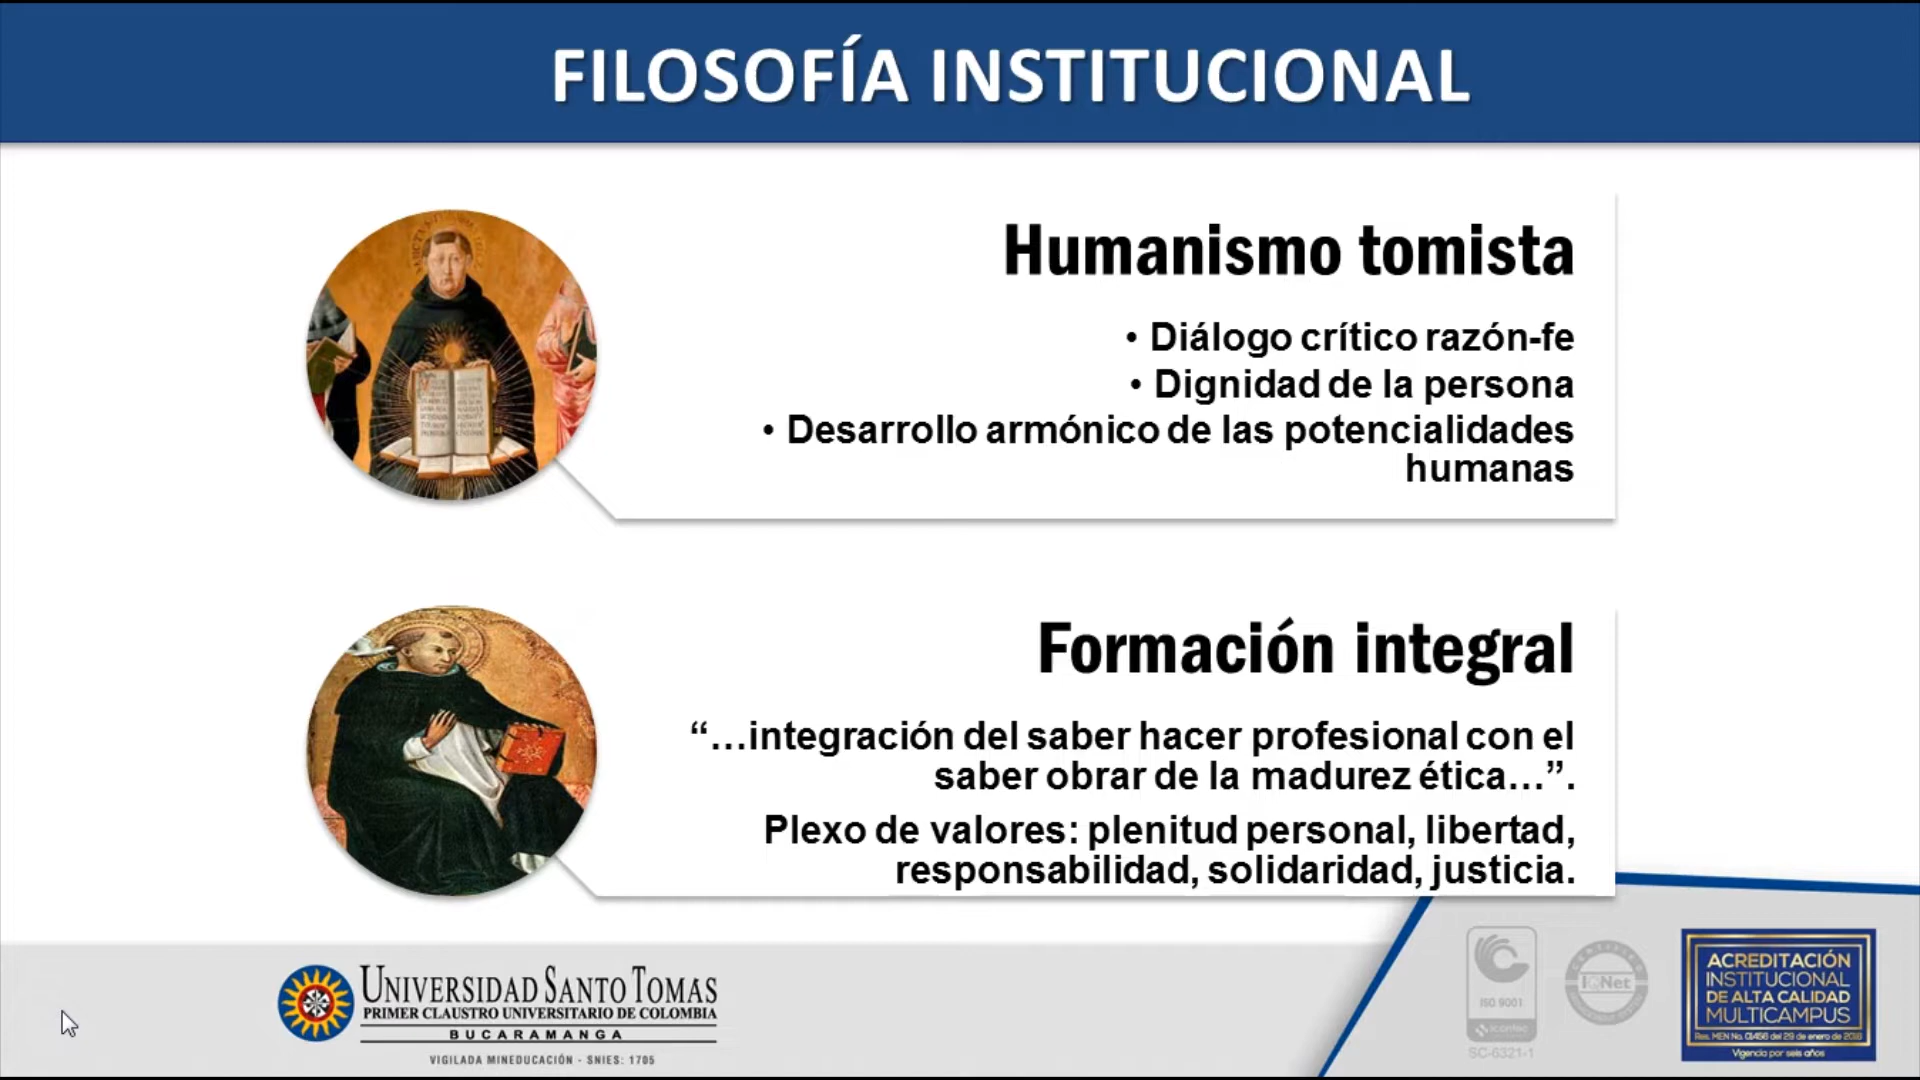 FILOSOFÍA INSTITUCIONAL
Humanismo tomista
• Diálogo crítico razón-fe
• Dignidad de la persona
• Desarrollo armónico de las potencialidades
humanas
Formación integral
“…integración del saber hacer profesional con el
saber obrar de la madurez ética…”.
Plexo de valores: plenitud personal, libertad,
responsabilidad, solidaridad, justicia.
UNIVERSIDAD SANTO TOMAS
PRIMER CLAUSTRO UNIVERSITARIO DE COLOMBIA
BUCARAMANGA
VIGILADA MINEDUCACIÓN - SNIES: 1705
ISO 9001
icontec
SC-6321-1
IQNet
ACREDITACIÓN
INSTITUCIONAL
DE ALTA CALIDAD
MULTICAMPUS
Res. MEN No. 01456 del 29 de enero de 2016
Vigencia por seis años